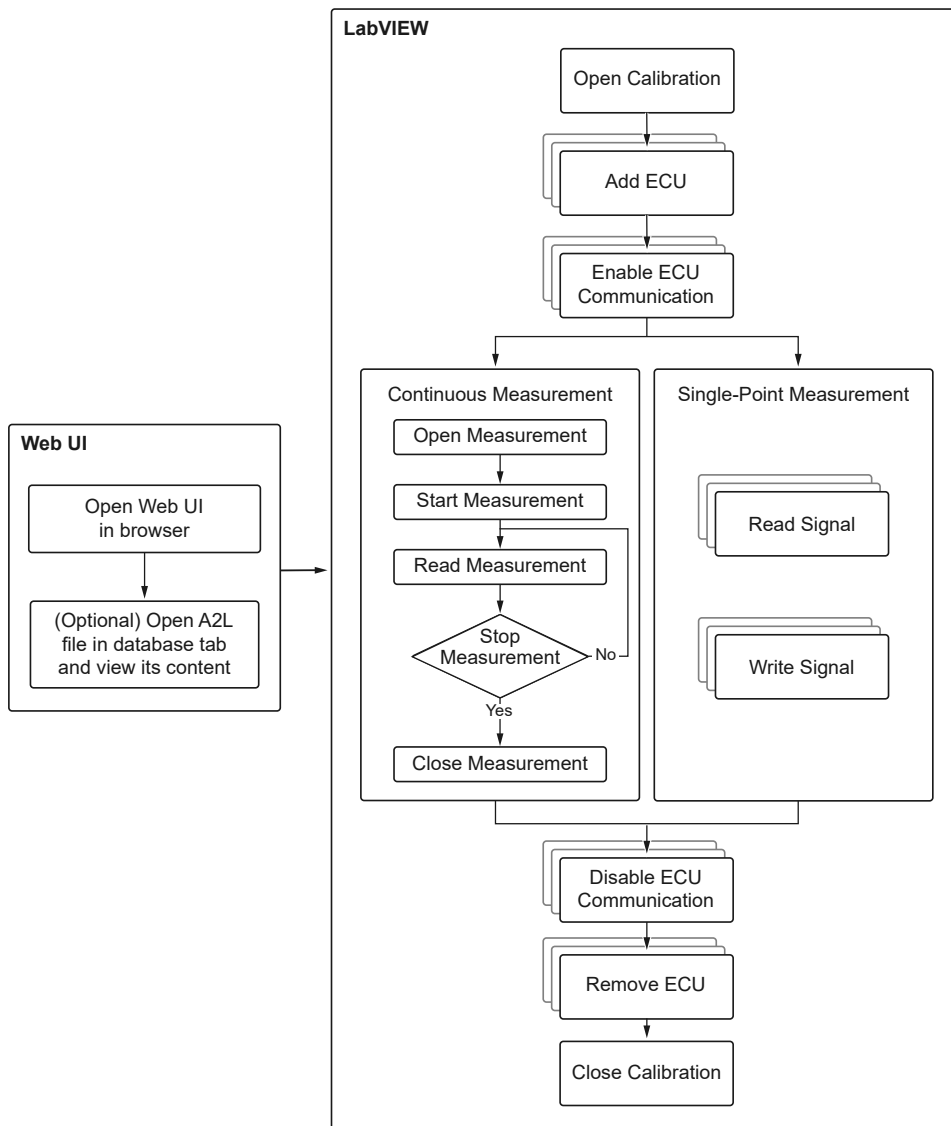 Web UI
Open Web UI
in browser
(Optional) Open A2L
file in database tab
and view its content
LabVIEW
Open Calibration
Add ECU
Enable ECU
Communication
Continuous Measurement
Open Measurement
Start Measurement
Read Measurement
Stop
Measurement
No
Yes
Close Measurement
Single-Point Measurement
Read Signal
Write Signal
Disable ECU
Communication
Remove ECU
Close Calibration